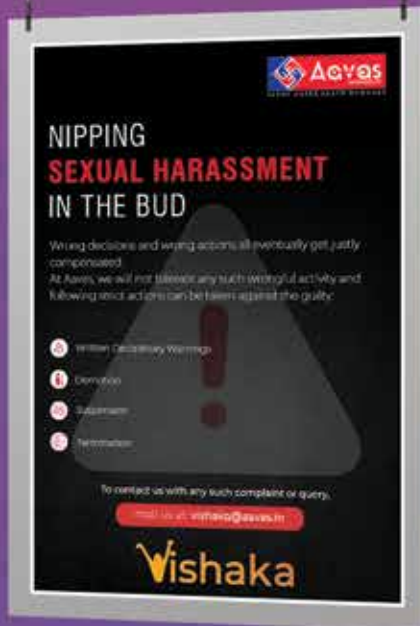 Aavas
NIPPING
SEXUAL HARASSMENT
IN THE BUD
Wrong decisions and wrong actions all eventually get justly
compensated.
At Aavas, we will not tolerate any such wrongful activity and
following strict actions can be taken against the guilty:
Written Disciplinary Warnings
Demotion
Suspension
Termination
To contact us with any such complaint or query,
mail us at: @aavas.in
Vishaka